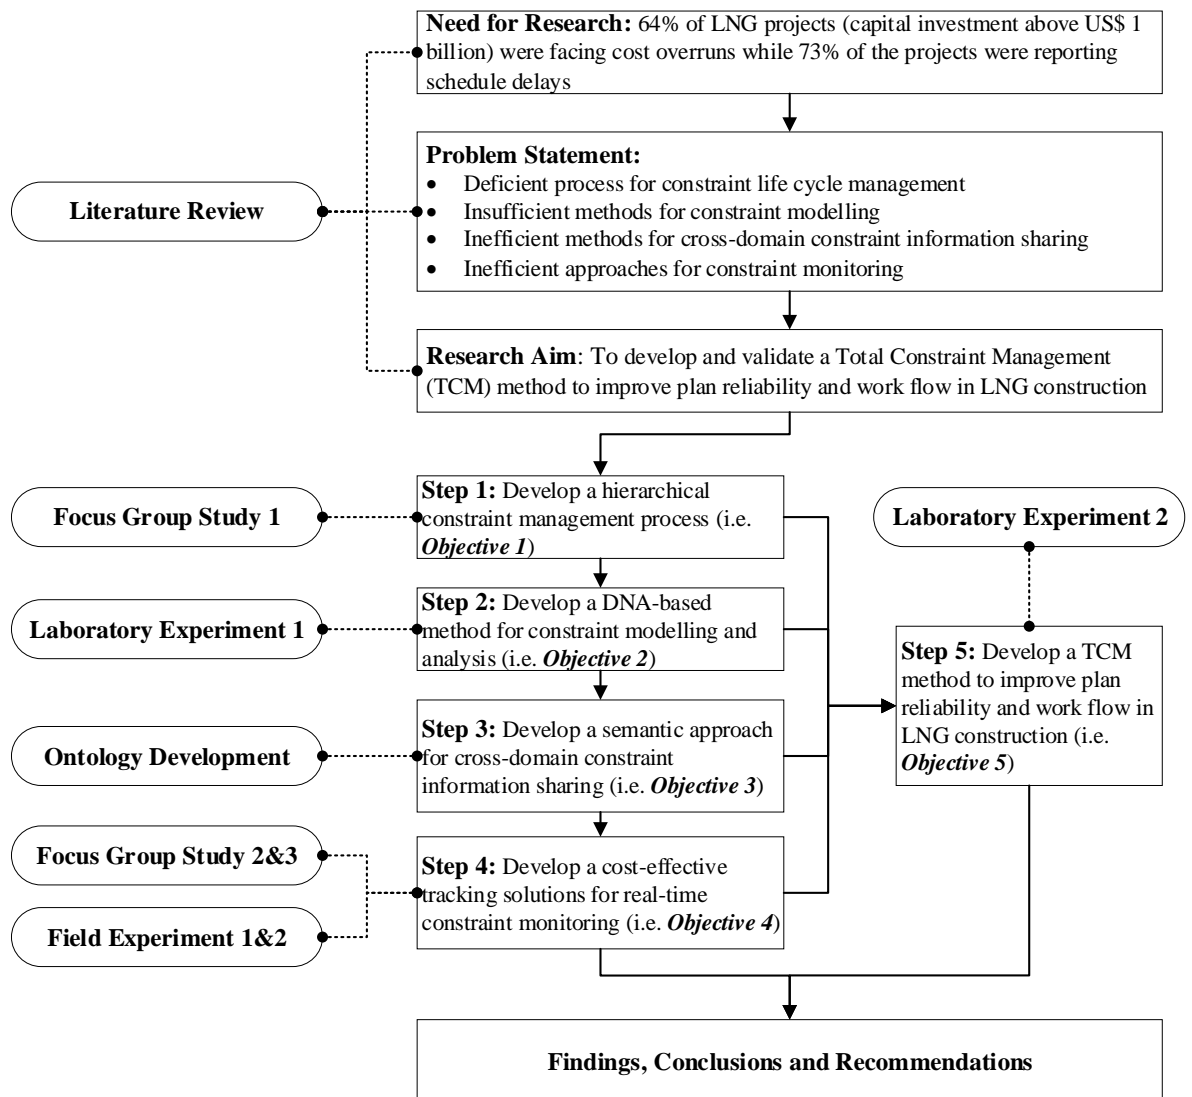 Need for Research: 64% of LNG projects (capital investment above US$ 1
billion) were facing cost overruns while 73% of the projects were reporting
schedule delays
Problem Statement:
• Deficient process for constraint life cycle management
• Insufficient methods for constraint modelling
• Inefficient methods for cross-domain constraint information sharing
• Inefficient approaches for constraint monitoring
Literature Review
Research Aim: To develop and validate a Total Constraint Management
(TCM) method to improve plan reliability and work flow in LNG construction
Focus Group Study 1
Step 1: Develop a hierarchical
constraint management process (i.e.
Objective 1)
Laboratory Experiment 2
Laboratory Experiment 1
Step 2: Develop a DNA-based
method for constraint modelling and
analysis (i.e. Objective 2)
Step 5: Develop a TCM
method to improve plan
reliability and work flow in
LNG construction (i.e.
Objective 5)
Ontology Development
Step 3: Develop a semantic approach
for cross-domain constraint
information sharing (i.e. Objective 3)
Focus Group Study 2&3
Field Experiment 1&2
Step 4: Develop a cost-effective
tracking solutions for real-time
constraint monitoring (i.e. Objective 4)
Findings, Conclusions and Recommendations